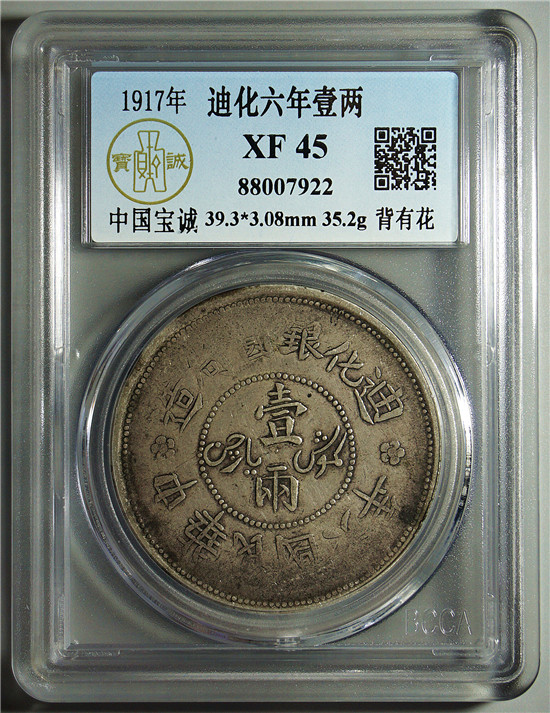 1917年 迪化六年壹两
XF 45
寶 誠
88007922
中国宝诚 39.3*3.08mm 35.2g 背有花
迪化銀圓局造
壹
兩
中華民國六年